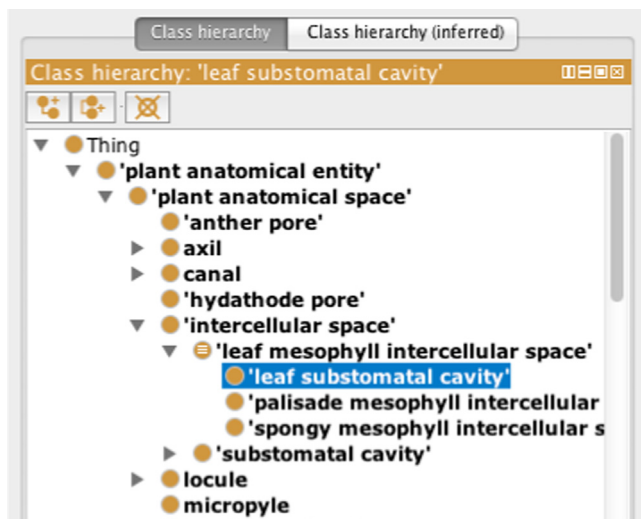 Class hierarchy Class hierarchy (inferred)
Class hierarchy: 'leaf substomatal cavity'
Thing
'plant anatomical entity'
'plant anatomical space'
'anther pore'
axil
canal
'hydathode pore'
'intercellular space'
'leaf mesophyll intercellular space'
'leaf substomatal cavity'
'palisade mesophyll intercellular
'spongy mesophyll intercellular s
'substomatal cavity'
locule
micropyle